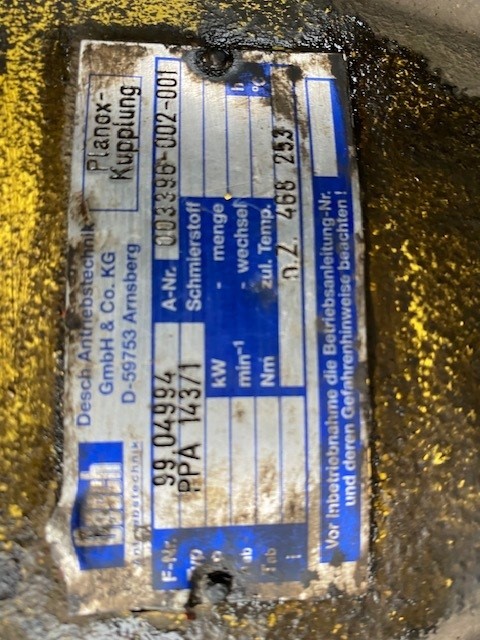 Desch Antriebstechnik
GmbH & Co. KG
D-59753 Arnsberg
Planox-
Kupplung
Antriebstechnik
F-Nr. 99 04994 A-Nr. 003396-002-001
PPA 143/1 Schmierstoff
kW - menge
min⁻¹ - wechsel
Nm zul. Temp.
n.Z. 468 253
Vor Inbetriebnahme die Betriebsanleitung-Nr.
und deren Gefahrenhinweise beachten!